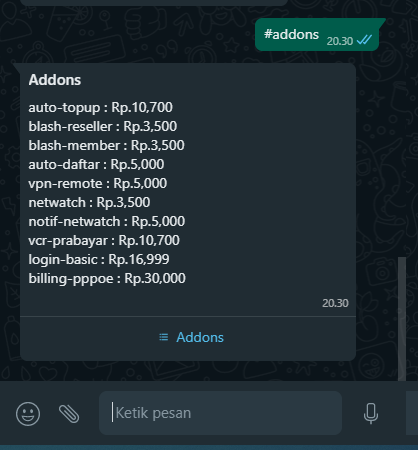 #addons
20.30
Addons
auto-topup : Rp.10,700
blash-reseller : Rp.3,500
blash-member : Rp.3,500
auto-daftar : Rp.5,000
vpn-remote : Rp.5,000
netwatch : Rp.3,500
notif-netwatch : Rp.5,000
vcr-prabayar : Rp.10,700
login-basic : Rp.16,999
billing-pppoe : Rp.30,000
20.30
Addons
Ketik pesan